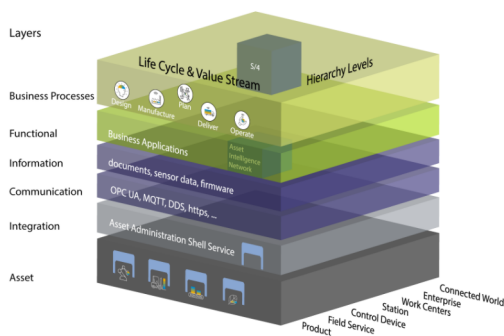 Layers
Life Cycle & Value Stream
S/4
Hierarchy Levels
Business Processes
Design
Manufacture
Plan
Deliver
Operate
Functional
Business Applications
Asset
Intelligence
Network
Information
documents, sensor data, firmware
Communication
OPC UA, MQTT, DDS, https, ...
Integration
Asset Administration Shell Service
Asset
Product
Field Service
Control Device
Station
Work Centers
Enterprise
Connected World